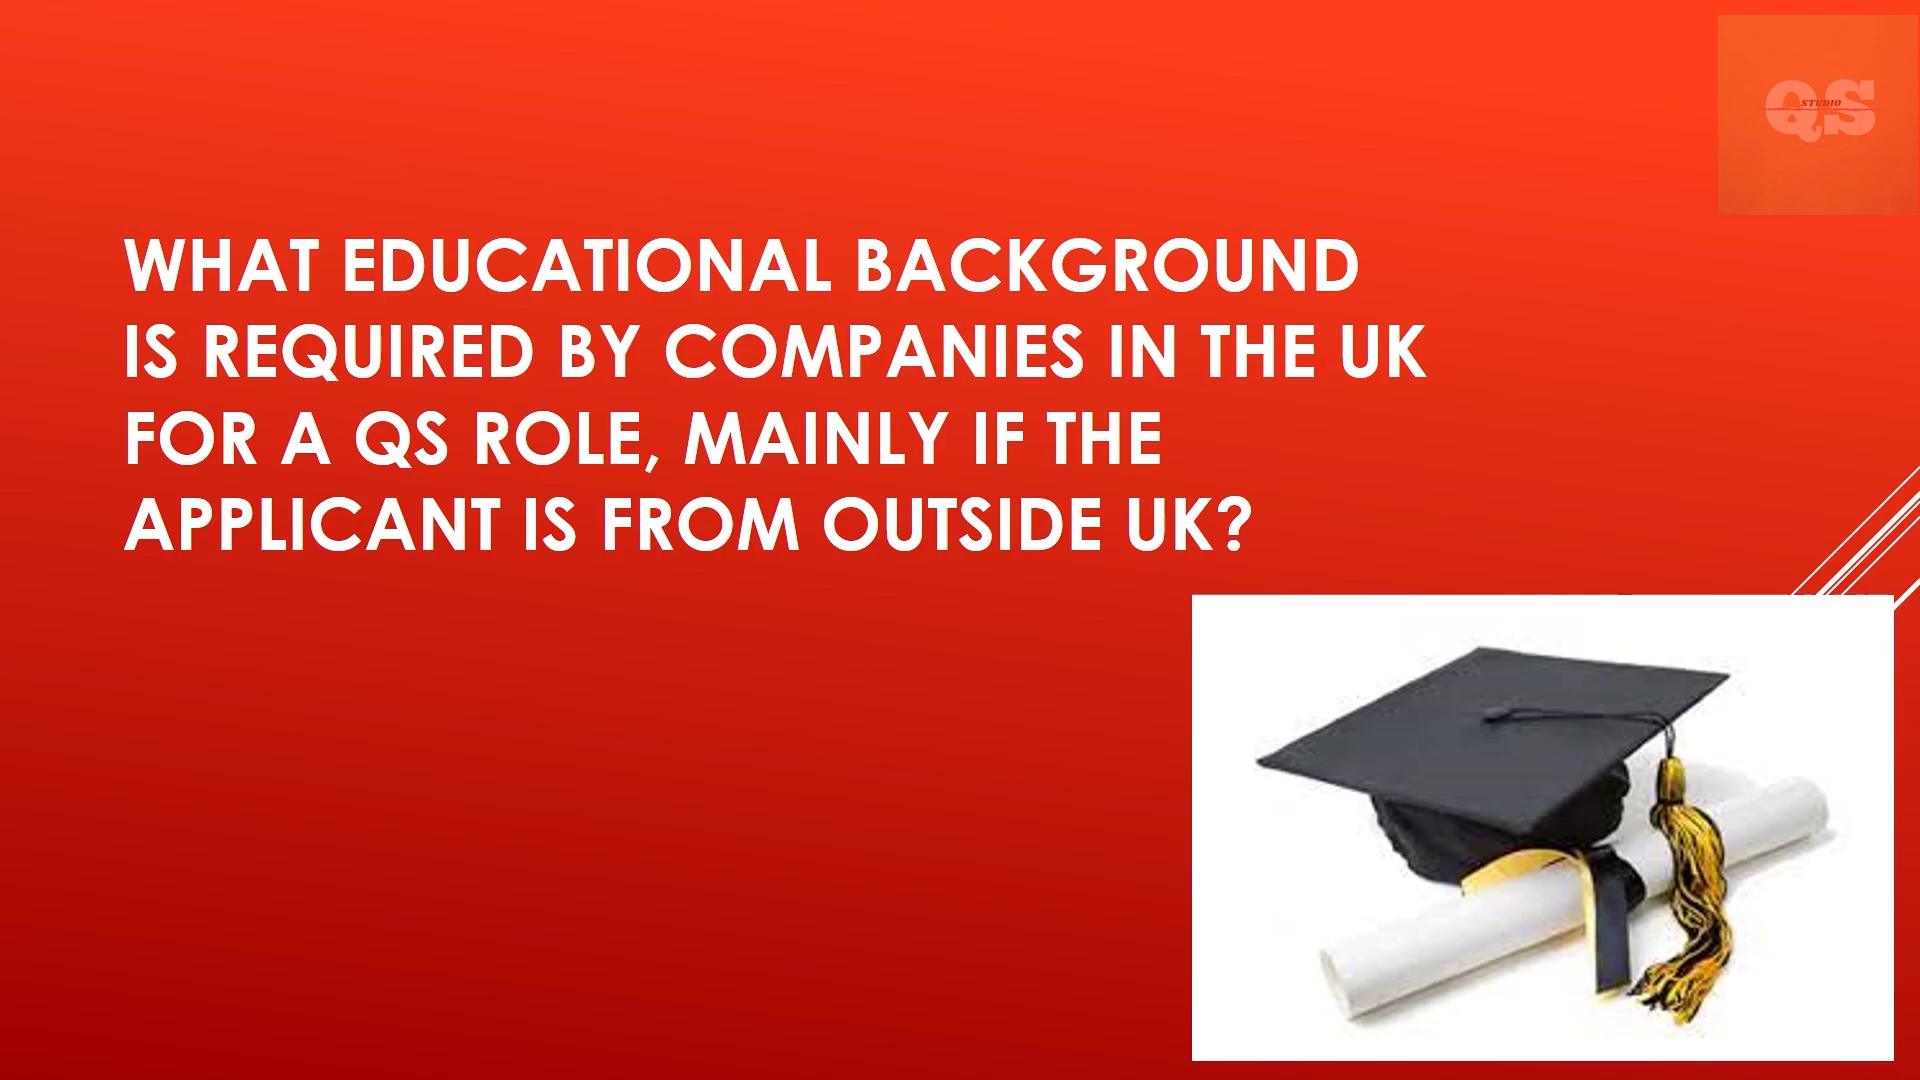 QS
STUDIO
WHAT EDUCATIONAL BACKGROUND
IS REQUIRED BY COMPANIES IN THE UK
FOR A QS ROLE, MAINLY IF THE
APPLICANT IS FROM OUTSIDE UK?